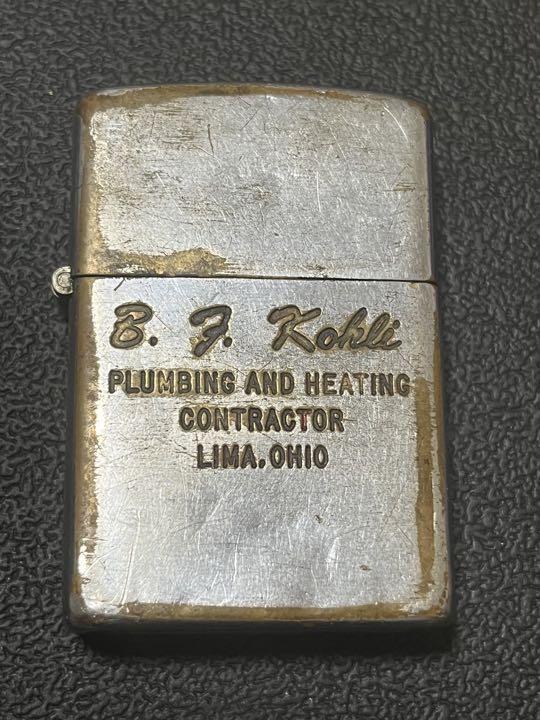 B. F. Kohli
PLUMBING AND HEATING
CONTRACTOR
LIMA, OHIO